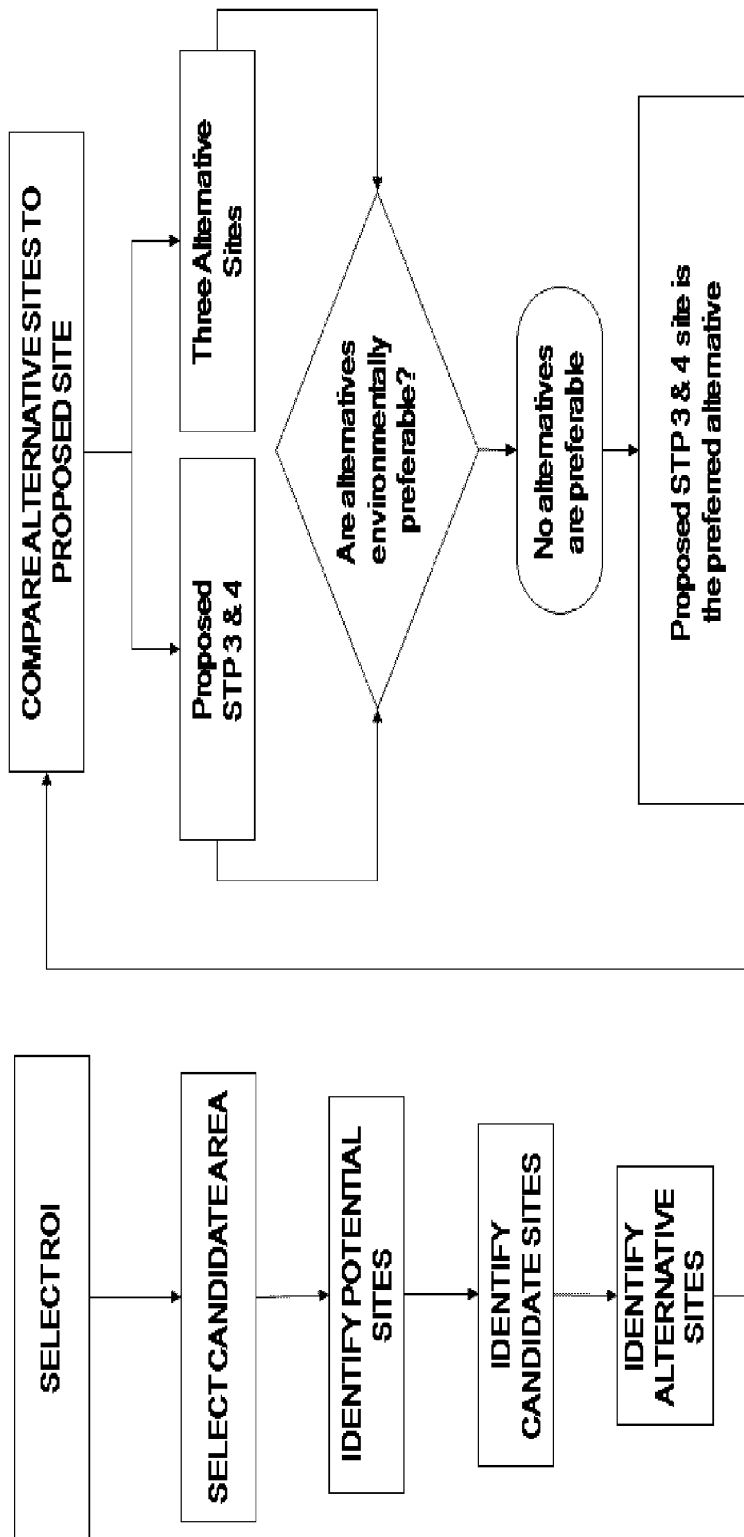 SELECT ROI
SELECT CANDIDATE AREA
IDENTIFY POTENTIAL
SITES
IDENTIFY
CANDIDATE SITES
IDENTIFY
ALTERNATIVE
SITES
COMPARE ALTERNATIVE SITES TO
PROPOSED SITE
Proposed
STP 3 & 4
Three Alternative
Sites
Are alternatives
environmentally
preferable?
No alternatives
are preferable
Proposed STP 3 & 4 site is
the preferred alternative